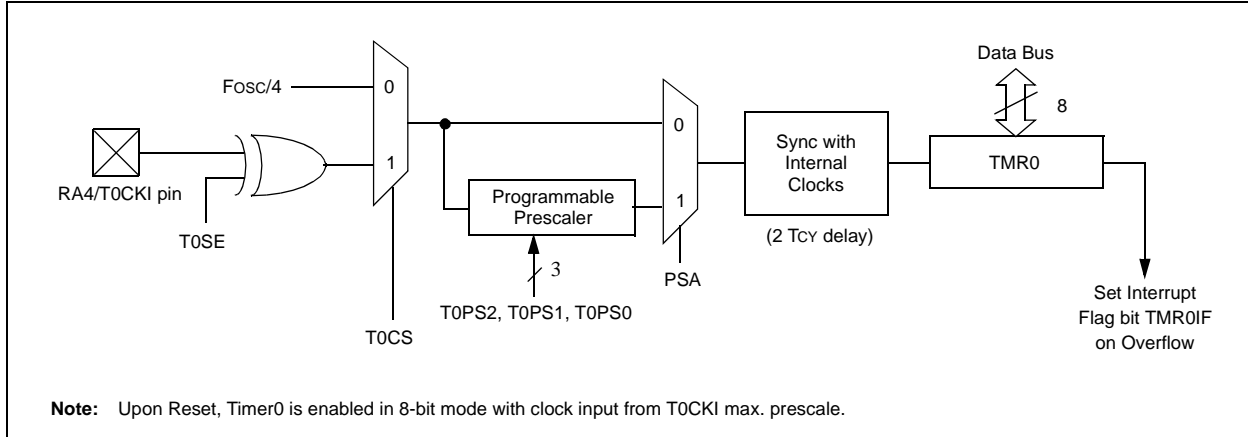 Data Bus
8
FOSC/4
0
1
RA4/T0CKI pin
T0SE
T0CS
Programmable
Prescaler
3
T0PS2, T0PS1, T0PS0
0
1
PSA
Sync with
Internal
Clocks
(2 TCY delay)
TMR0
Set Interrupt
Flag bit TMR0IF
on Overflow
Note: Upon Reset, Timer0 is enabled in 8-bit mode with clock input from T0CKI max. prescale.